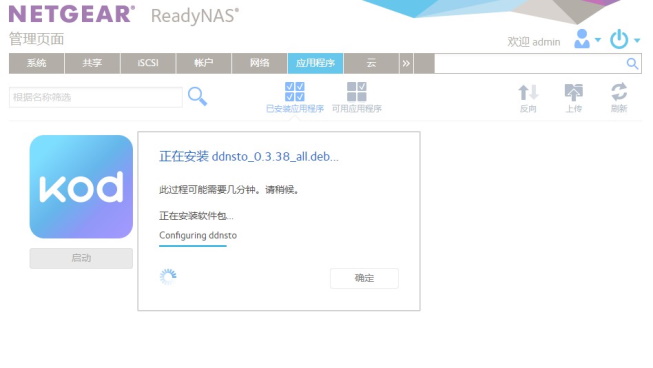 NETGEAR® ReadyNAS®
管理页面
欢迎 admin
系统 共享 iSCSI 帐户 网络 应用程序 云 »
根据名称筛选
已安装应用程序 可用应用程序 反向 上传 刷新
kod
启动
正在安装 ddnsto_0.3.38_all.deb...
此过程可能需要几分钟。请稍候。
正在安装软件包...
Configuring ddnsto
确定